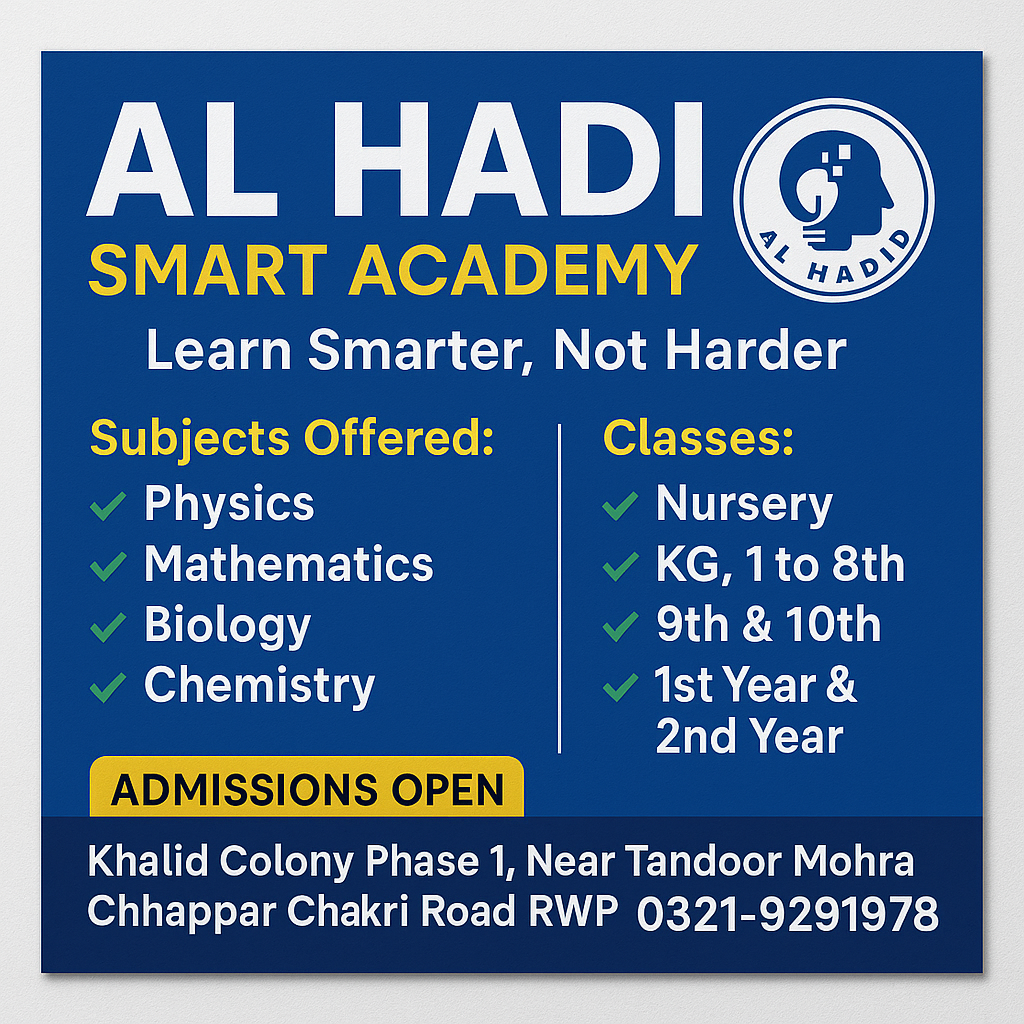 AL HADI
SMART ACADEMY
AL HADID
Learn Smarter, Not Harder
Subjects Offered:
Physics
Mathematics
Biology
Chemistry
Classes:
Nursery
KG, 1 to 8th
9th & 10th
1st Year &
2nd Year
ADMISSIONS OPEN
Khalid Colony Phase 1, Near Tandoor Mohra
Chhappar Chakri Road RWP 0321-9291978